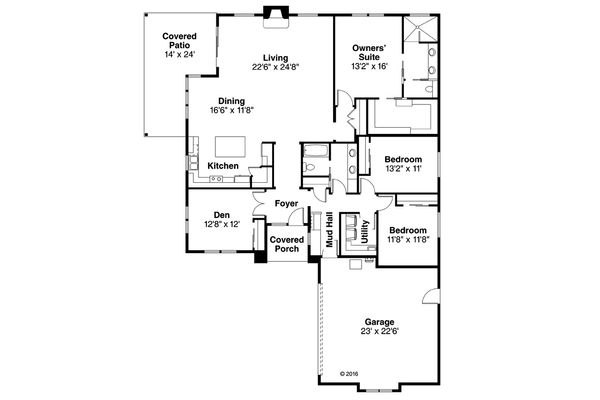 Covered
Patio
14' x 24'
Living
22'6" x 24'8"
Owners'
Suite
13'2" x 16'
Dining
16'6" x 11'8"
Kitchen
Bedroom
13'2" x 11'
Den
12'8" x 12'
Foyer
Covered
Porch
Mud Hall
Utility
Bedroom
11'8" x 11'8"
Garage
23' x 22'6"
© 2016